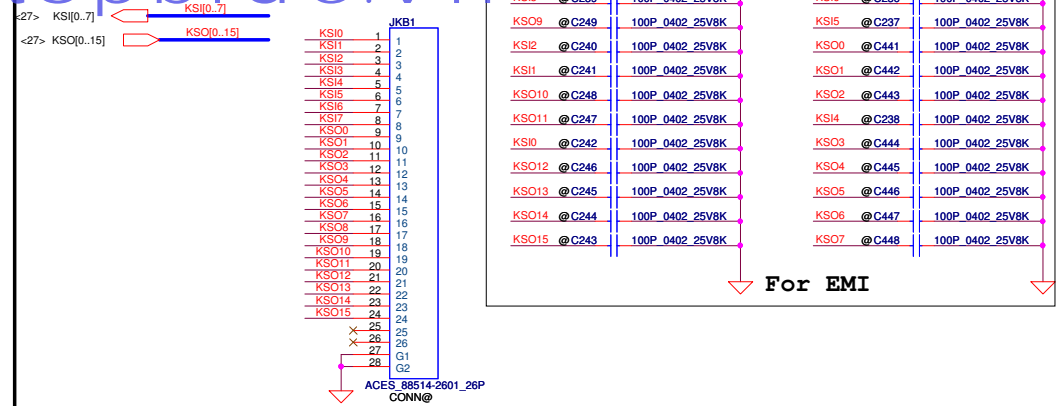 <27> KSI[0..7] KSI[0..7]
<27> KSO[0..15] KSO[0..15]
JKB1
KSI0 1 1
KSI1 2 2
KSI2 3 3
KSI3 4 4
KSI4 5 5
KSI5 6 6
KSI6 7 7
KSI7 8 8
KSO0 9 9
KSO1 10 10
KSO2 11 11
KSO3 12 12
KSO4 13 13
KSO5 14 14
KSO6 15 15
KSO7 16 16
KSO8 17 17
KSO9 18 18
KSO10 19 19
KSO11 20 20
KSO12 21 21
KSO13 22 22
KSO14 23 23
KSO15 24 24
25 25
26 26
27 G1
28 G2
ACES_88514-2601_26P
CONN@
KSO9 @C249 100P_0402_25V8K
KSI2 @C240 100P_0402_25V8K
KSI1 @C241 100P_0402_25V8K
KSO10 @C248 100P_0402_25V8K
KSO11 @C247 100P_0402_25V8K
KSI0 @C242 100P_0402_25V8K
KSO12 @C246 100P_0402_25V8K
KSO13 @C245 100P_0402_25V8K
KSO14 @C244 100P_0402_25V8K
KSO15 @C243 100P_0402_25V8K
KSI5 @C237 100P_0402_25V8K
KSO0 @C441 100P_0402_25V8K
KSO1 @C442 100P_0402_25V8K
KSO2 @C443 100P_0402_25V8K
KSI4 @C238 100P_0402_25V8K
KSO3 @C444 100P_0402_25V8K
KSO4 @C445 100P_0402_25V8K
KSO5 @C446 100P_0402_25V8K
KSO6 @C447 100P_0402_25V8K
KSO7 @C448 100P_0402_25V8K
For EMI